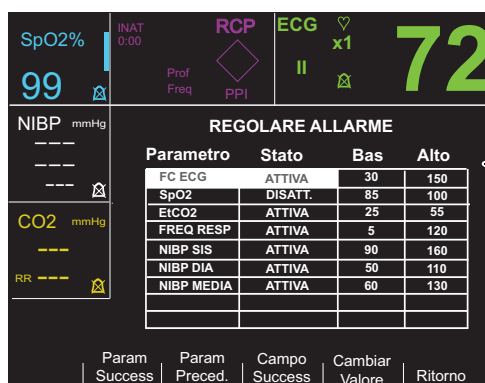 SpO2%
99
INAT
0:00
RCP
Prof
Freq
PPI
ECG
x1
II
72
NIBP mmHg
---
---
---
CO2 mmHg
---
RR ---
REGOLARE ALLARME
Parametro Stato Bas Alto
FC ECG ATTIVA 30 150
SpO2 DISATT. 85 100
EtCO2 ATTIVA 25 55
FREQ RESP ATTIVA 5 120
NIBP SIS ATTIVA 90 160
NIBP DIA ATTIVA 50 110
NIBP MEDIA ATTIVA 60 130
Param Success
Param Preced.
Campo Success
Cambiar Valore
Ritorno